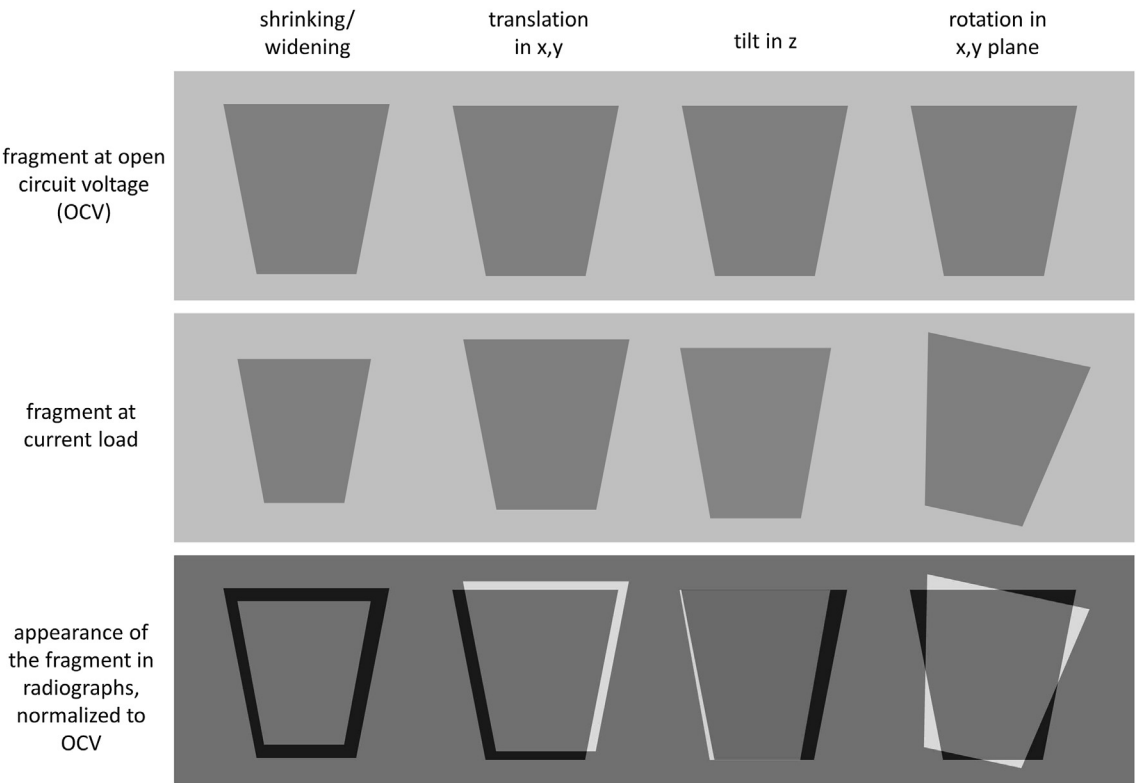 shrinking/
widening
translation
in x,y
tilt in z
rotation in
x,y plane
fragment at open
circuit voltage
(OCV)
fragment at
current load
appearance of
the fragment in
radiographs,
normalized to
OCV